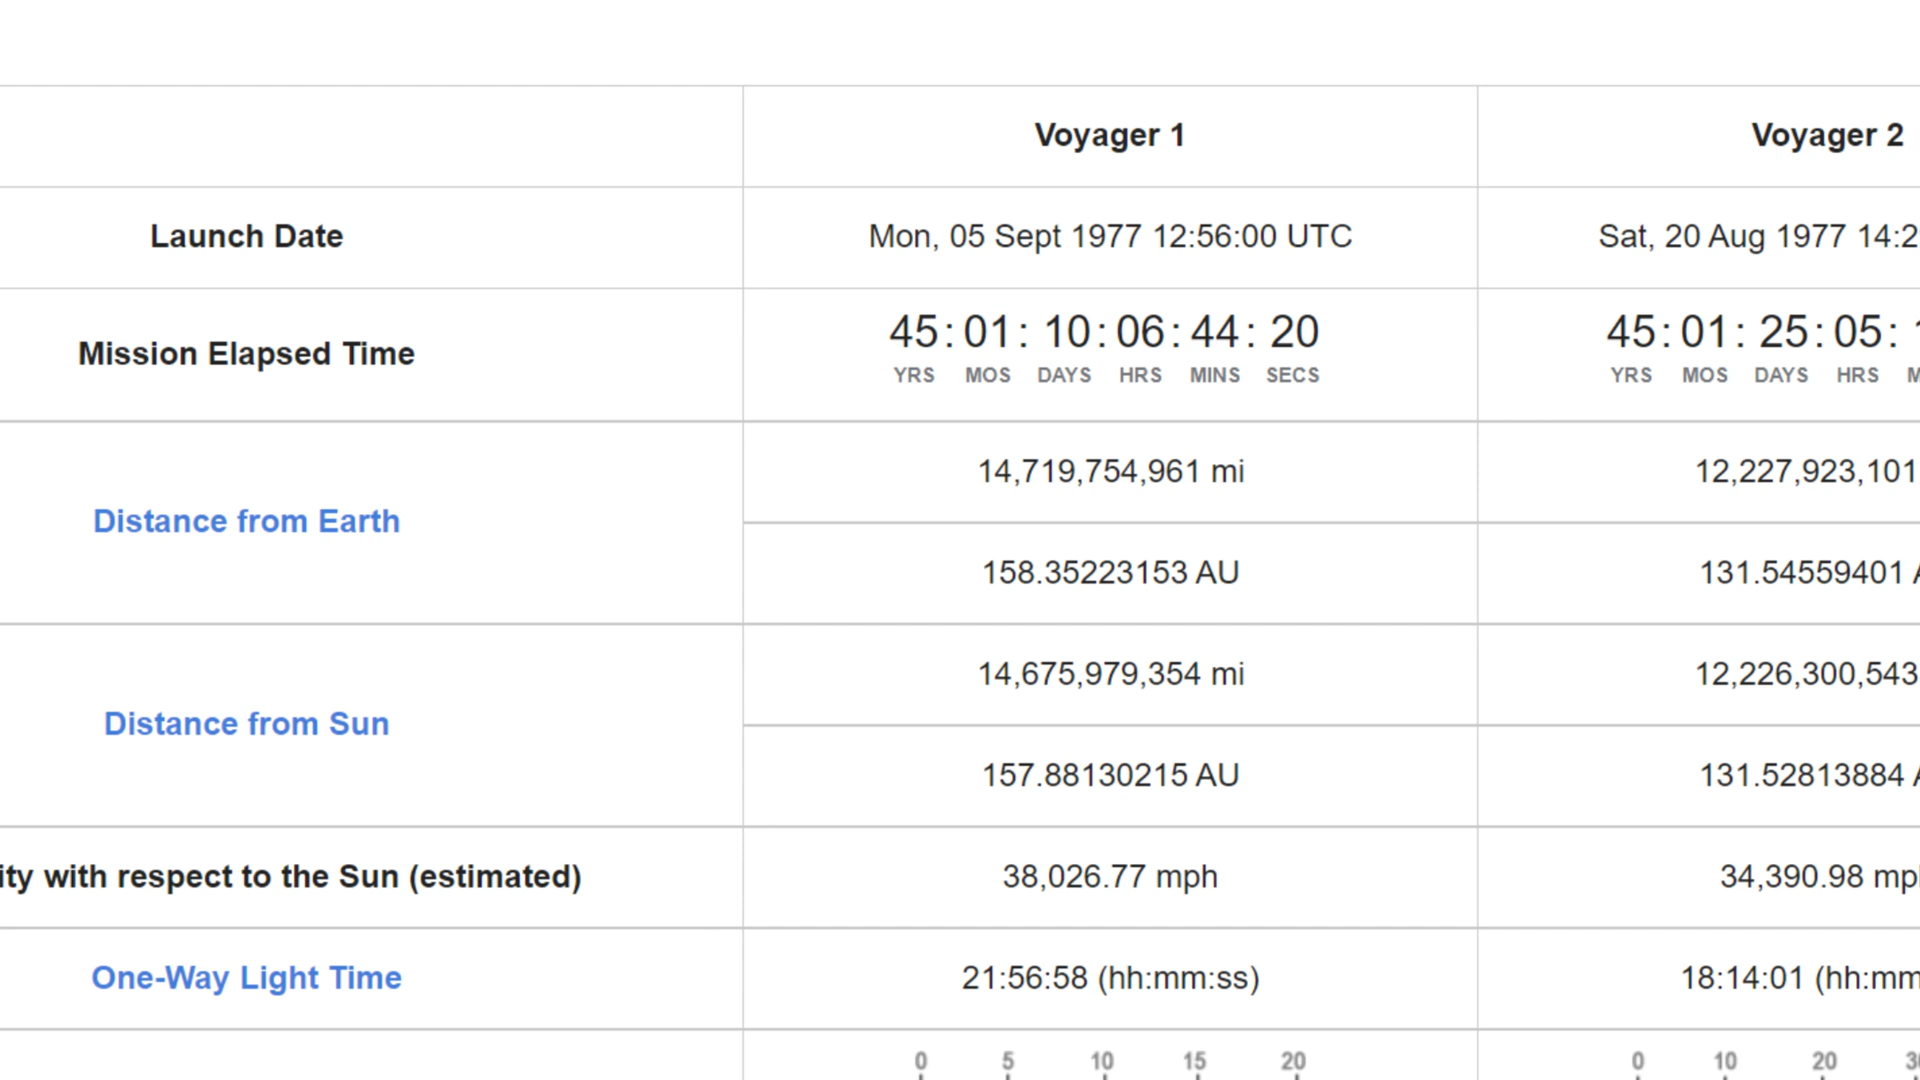 Voyager 1 Voyager 2
Launch Date Mon, 05 Sept 1977 12:56:00 UTC Sat, 20 Aug 1977 14:2
Mission Elapsed Time 45:01:10:06:44:20 45:01:25:05:
YRS MOS DAYS HRS MINS SECS YRS MOS DAYS HRS
Distance from Earth 14,719,754,961 mi 12,227,923,101
158.35223153 AU 131.54559401
Distance from Sun 14,675,979,354 mi 12,226,300,543
157.88130215 AU 131.52813884
ity with respect to the Sun (estimated) 38,026.77 mph 34,390.98 mp
One-Way Light Time 21:56:58 (hh:mm:ss) 18:14:01 (hh:mm
0 5 10 15 20 0 10 20